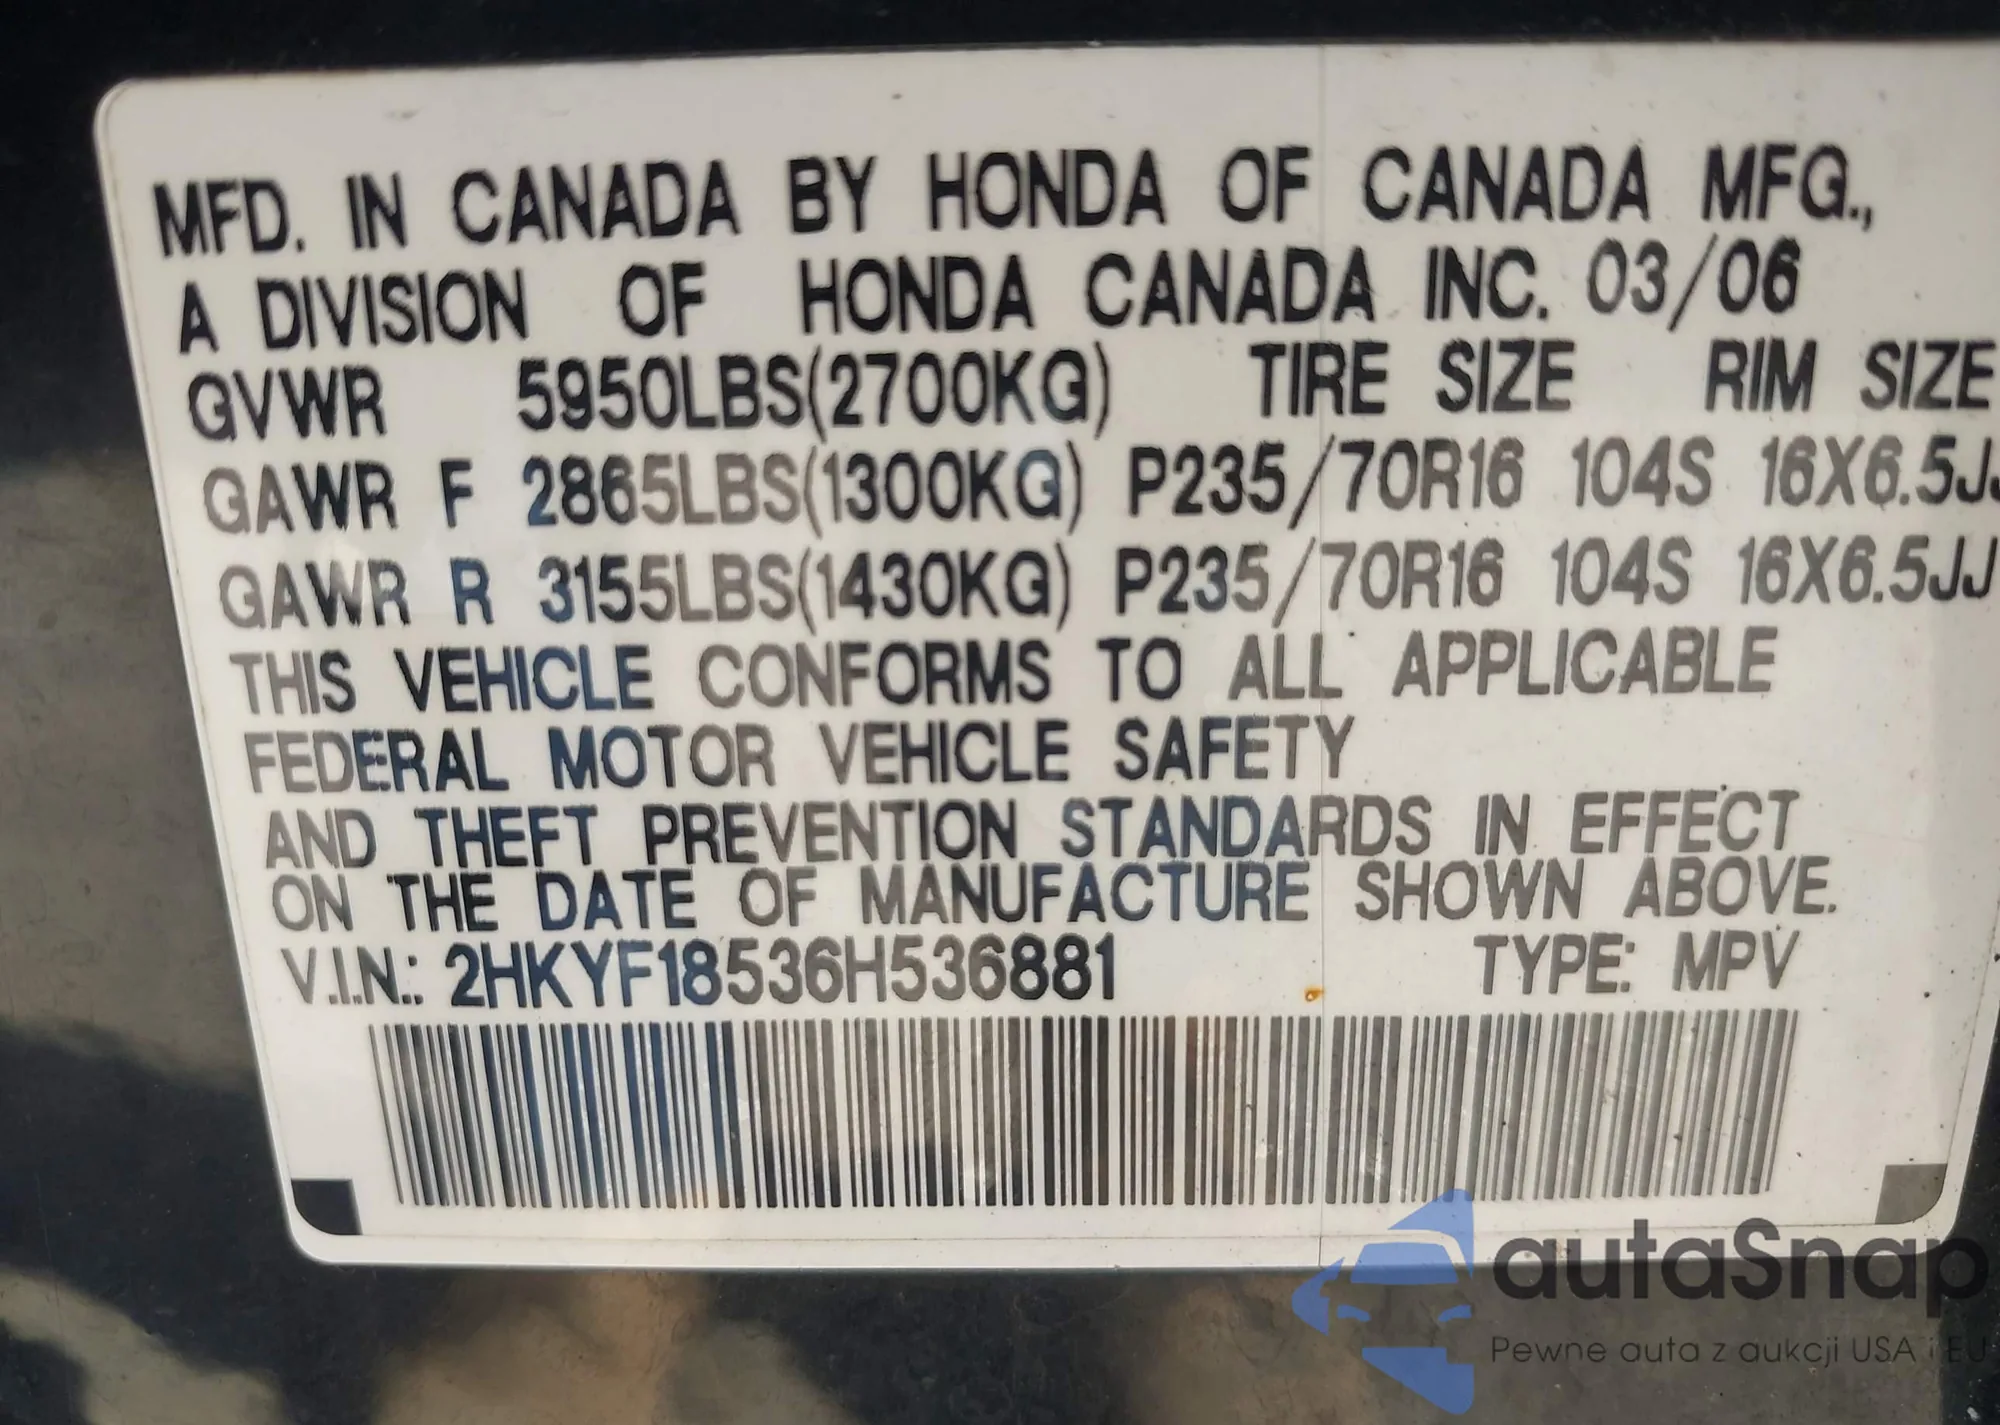 MFD. IN CANADA BY HONDA OF CANADA MFG.,
A DIVISION OF HONDA CANADA INC. 03/06
GVWR 5950LBS(2700KG) TIRE SIZE RIM SIZE
GAWR F 2865LBS(1300KG) P235/70R16 104S 16X6.5JJ
GAWR R 3155LBS(1430KG) P235/70R16 104S 16X6.5JJ
THIS VEHICLE CONFORMS TO ALL APPLICABLE
FEDERAL MOTOR VEHICLE SAFETY
AND THEFT PREVENTION STANDARDS IN EFFECT
ON THE DATE OF MANUFACTURE SHOWN ABOVE.
V.I.N.: 2HKYF18536H536881 TYPE: MPV
autaSnap
Pewne auta z aukcji USA i EU